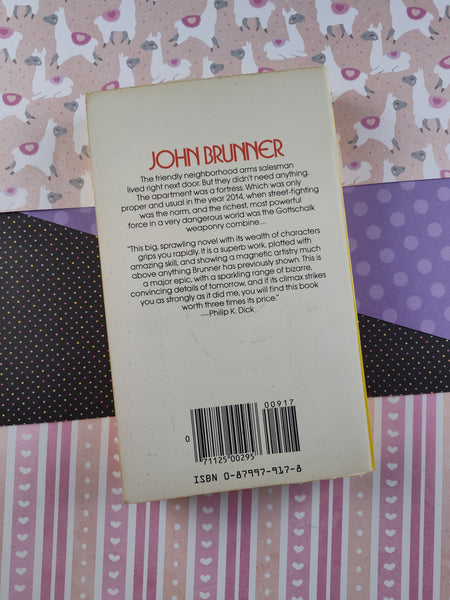 JOHN BRUNNER
The friendly neighborhood arms salesman
lived right next door. But they didn't need anything.
The apartment was a fortress. Which was only
proper and usual in the year 2014, when street-fighting
was the norm, and the richest, most powerful
force in a very dangerous world was the Gottschalk
weaponry combine....
"This big, sprawling novel with its wealth of characters
grips you rapidly. It is a superb work, plotted with
amazing skill, and showing a magnetic artistry much
above anything Brunner has previously shown. This is
a major epic, with a sparkling range of bizarre,
convincing details of tomorrow, and if its climax strikes
you as strongly as it did me, you will find this book
worth three times its price."
—Philip K. Dick
00917
0
71125 00295
ISBN 0-87997-917-8